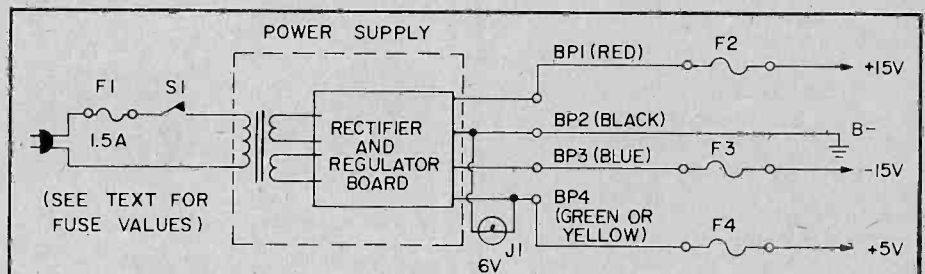 POWER SUPPLY
F1
S1
1.5A
(SEE TEXT FOR
FUSE VALUES)
RECTIFIER
AND
REGULATOR
BOARD
BP1 (RED)
F2
+15V
BP2 (BLACK)
B-
BP3 (BLUE)
F3
-15V
BP4
(GREEN OR
YELLOW)
F4
+5V
J1
6V